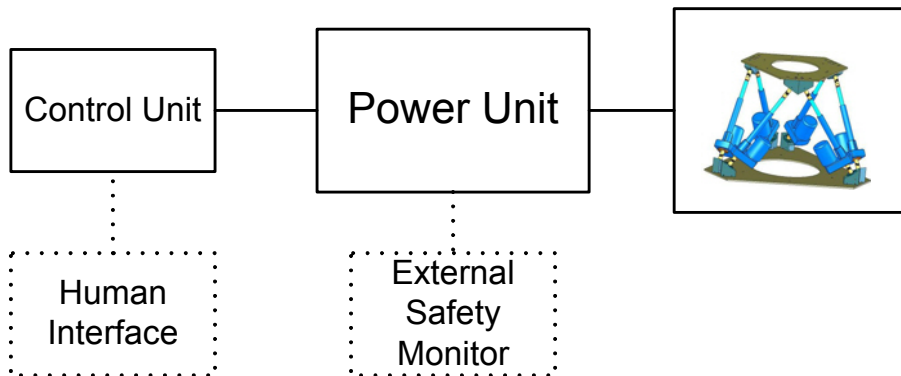 Control Unit
Power Unit
Human
Interface
External
Safety
Monitor